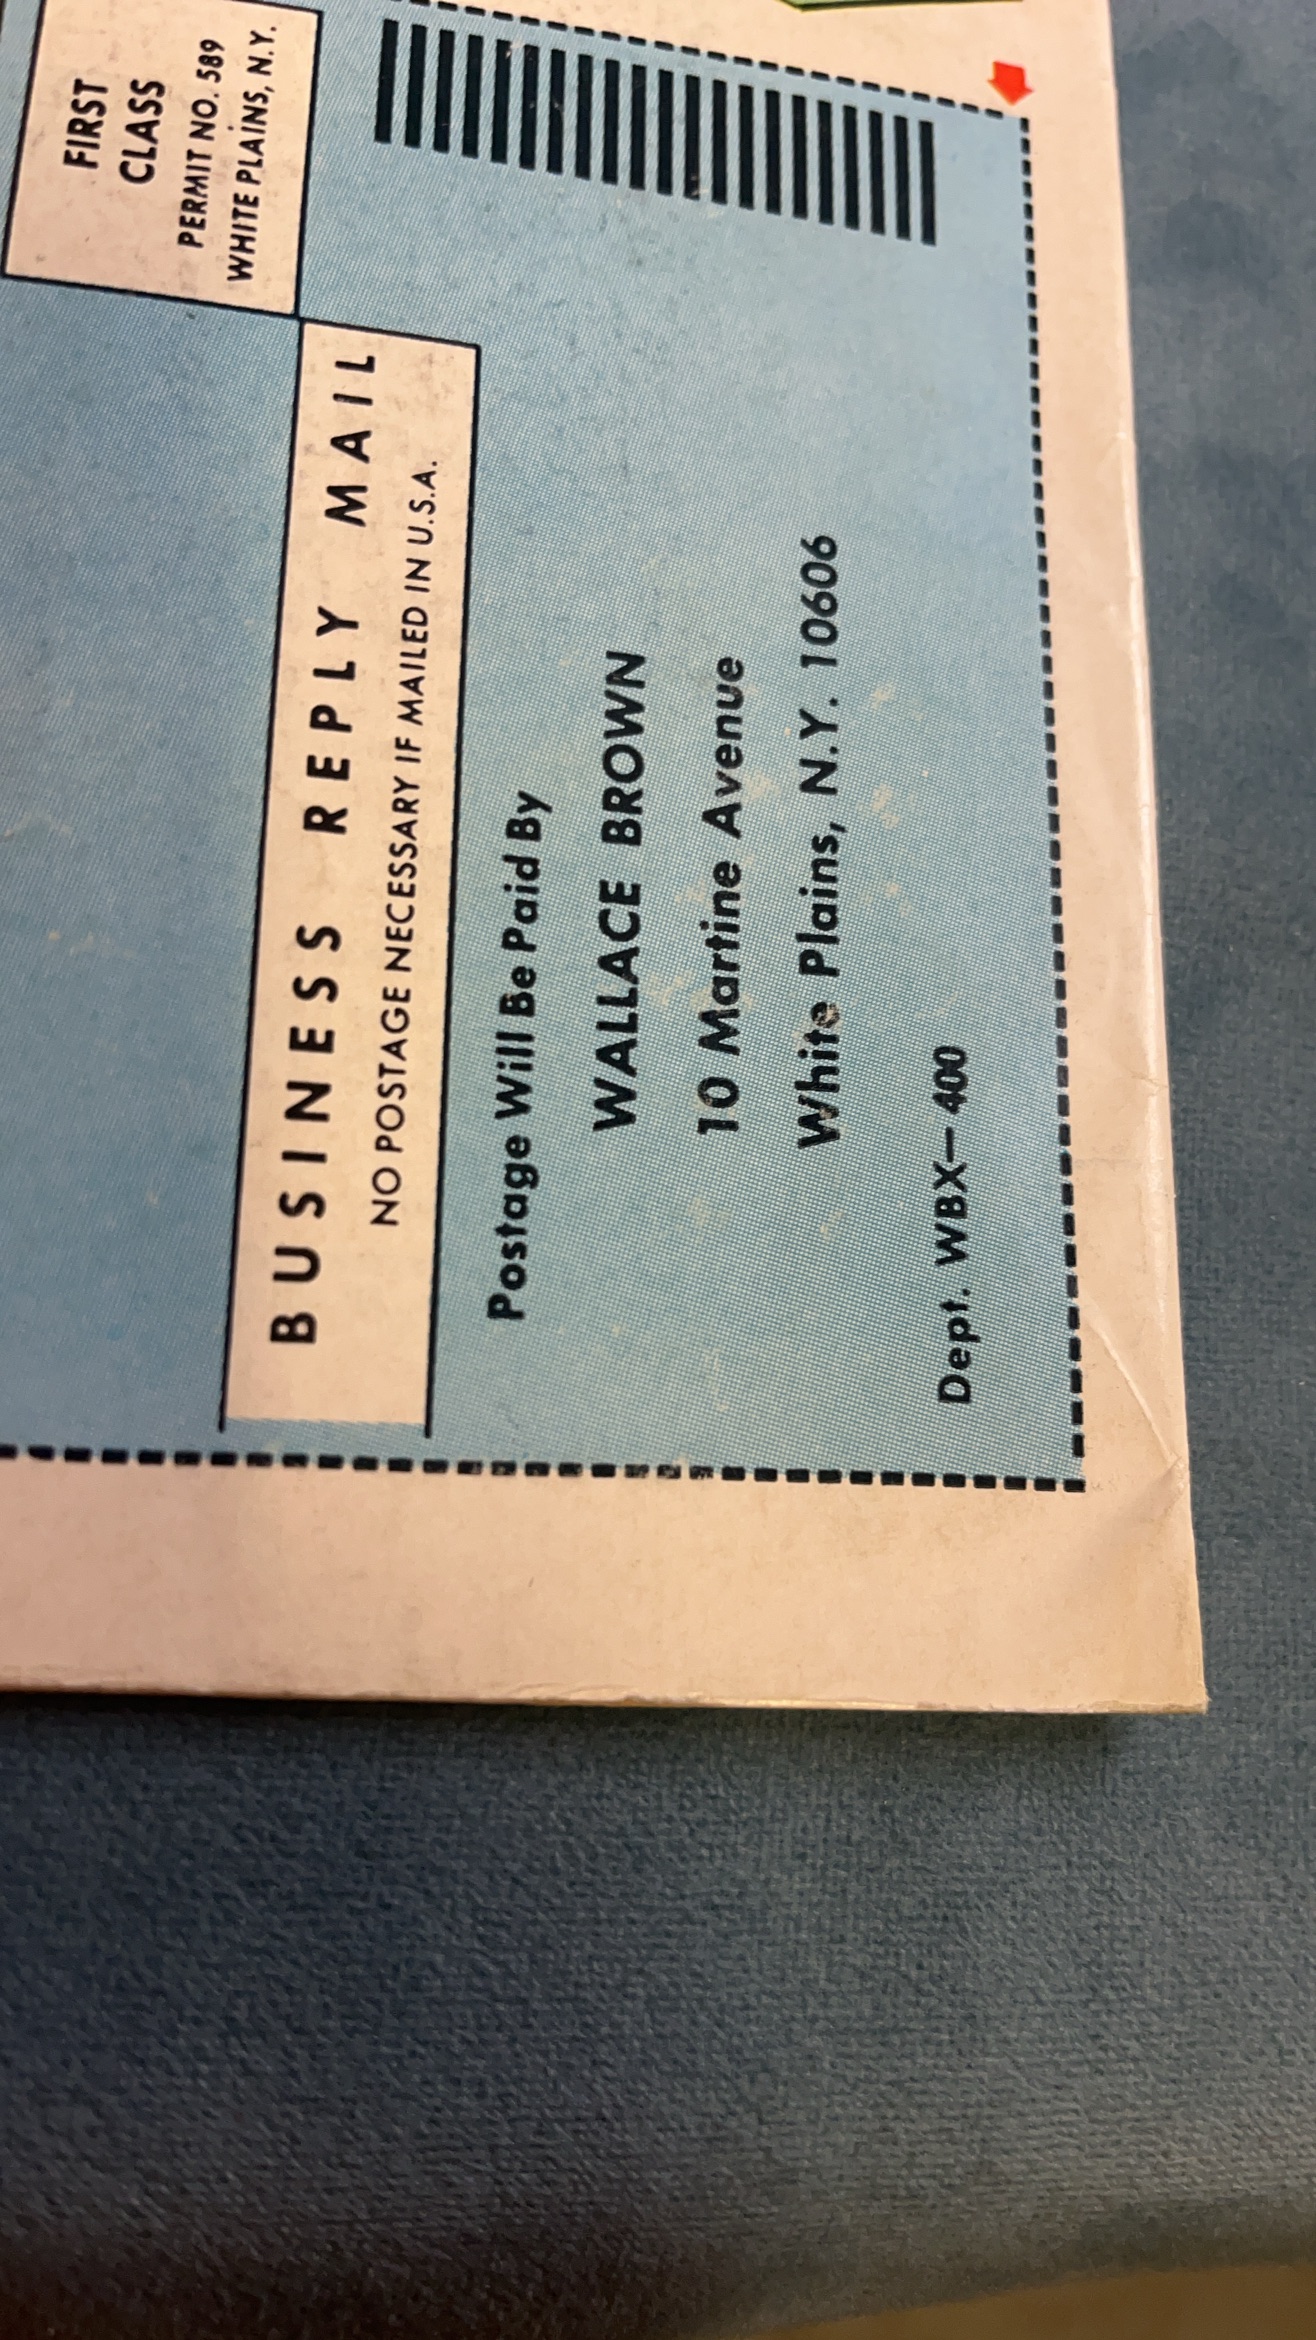 FIRST
CLASS
PERMIT NO. 589
WHITE PLAINS, N.Y.
BUSINESS REPLY MAIL
NO POSTAGE NECESSARY IF MAILED IN U.S.A.
Postage Will Be Paid By
WALLACE BROWN
10 Martine Avenue
White Plains, N.Y. 10606
Dept. WBX—400